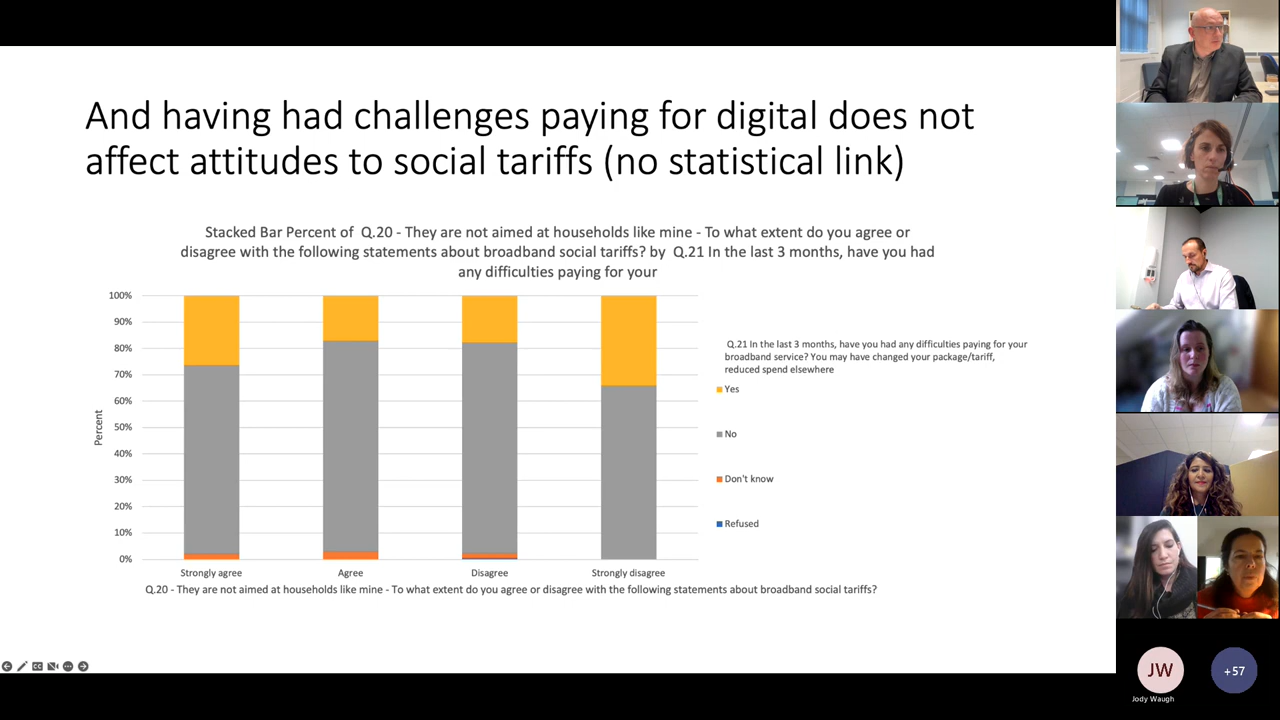 And having had challenges paying for digital does not
affect attitudes to social tariffs (no statistical link)
Stacked Bar Percent of Q.20 - They are not aimed at households like mine - To what extent do you agree or
disagree with the following statements about broadband social tariffs? by Q.21 In the last 3 months, have you had
any difficulties paying for your
100%
90%
80%
70%
60%
50%
40%
30%
20%
10%
0%
Percent
Strongly agree
Agree
Disagree
Strongly disagree
Q.20 - They are not aimed at households like mine - To what extent do you agree or disagree with the following statements about broadband social tariffs?
Q.21 In the last 3 months, have you had any difficulties paying for your
broadband service? You may have changed your package/tariff,
reduced spend elsewhere
Yes
No
Don't know
Refused
CC
JW
+57
Jody Waugh